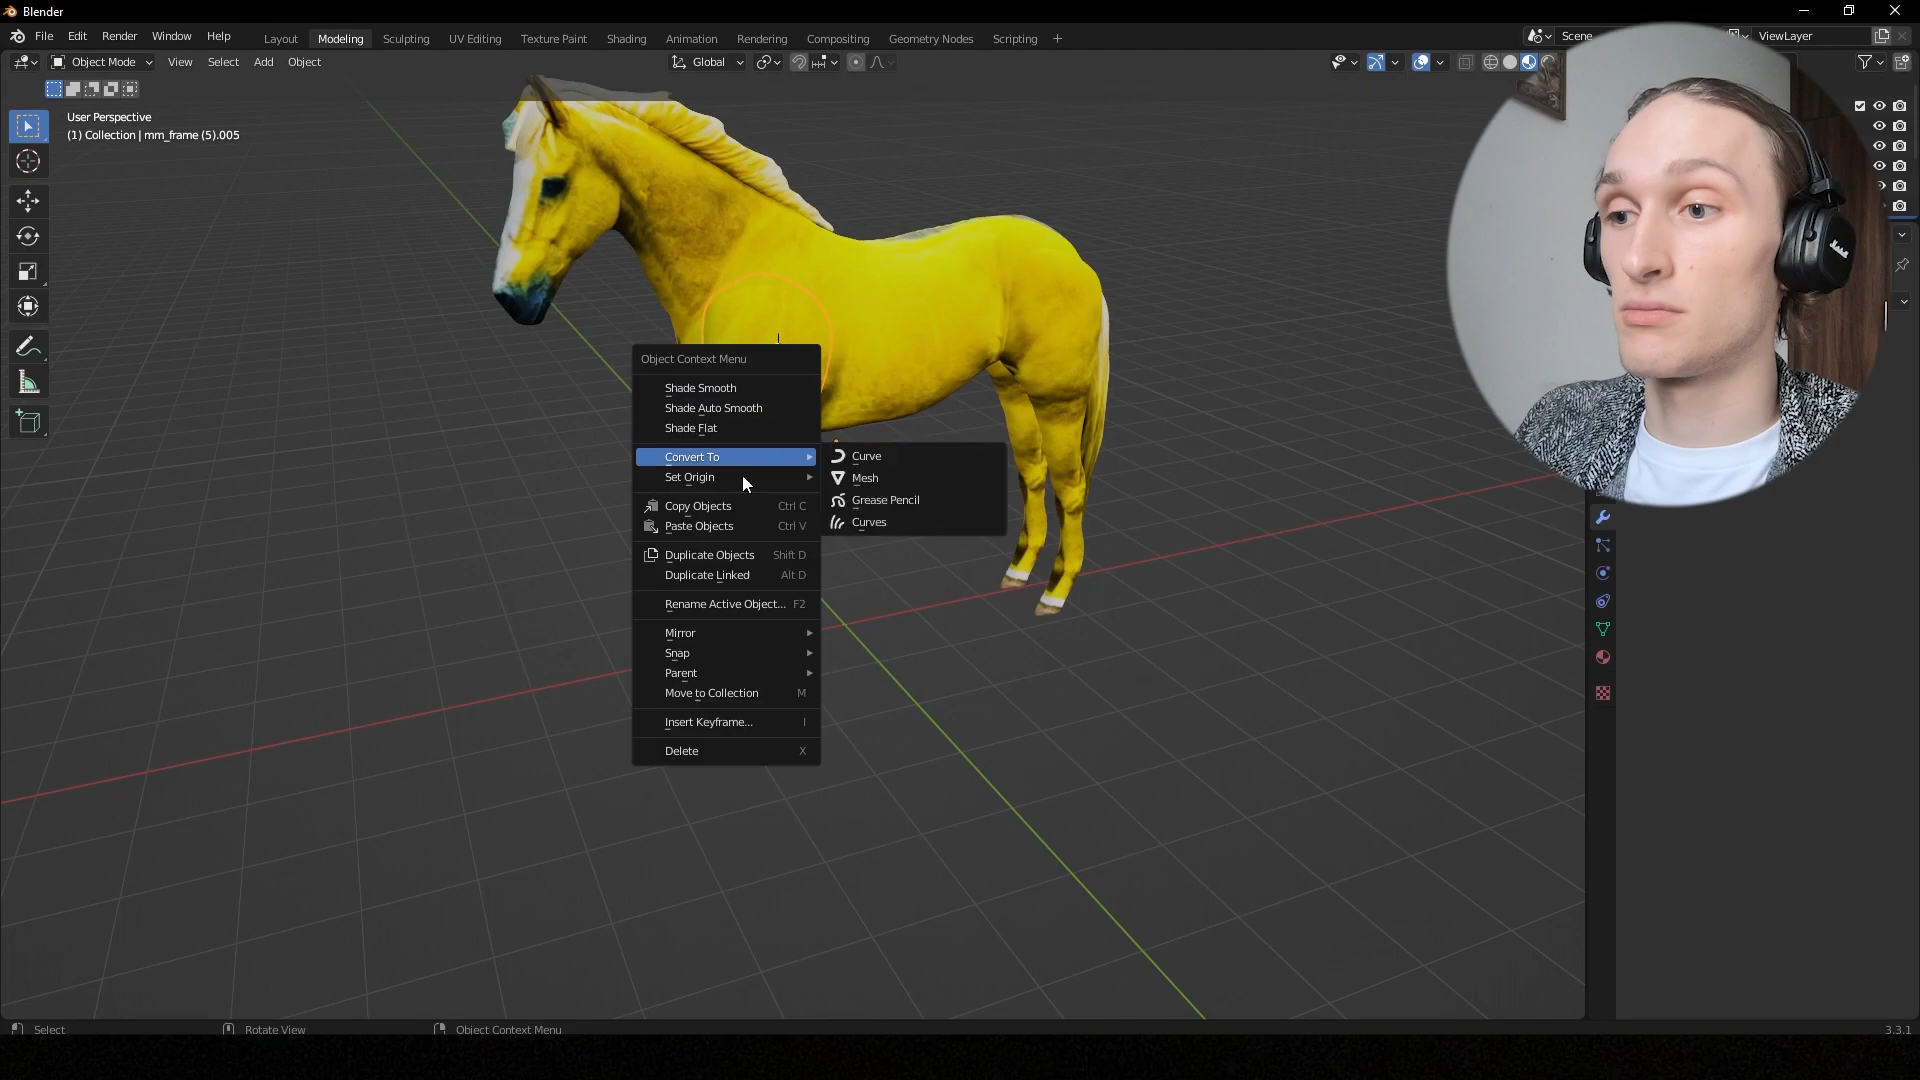 Blender
File Edit Render Window Help
Layout Modeling Sculpting UV Editing Texture Paint Shading Animation Rendering Compositing Geometry Nodes Scripting +
Scene
ViewLayer
Object Mode View Select Add Object
Global
User Perspective
(1) Collection | mm_frame (5).005
Object Context Menu
Shade Smooth
Shade Auto Smooth
Shade Flat
Convert To
Set Origin
Curve
Mesh
Grease Pencil
Curves
Copy Objects Ctrl C
Paste Objects Ctrl V
Duplicate Objects Shift D
Duplicate Linked Alt D
Rename Active Object... F2
Mirror
Snap
Parent
Move to Collection M
Insert Keyframe... I
Delete X
Select
Rotate View
Object Context Menu
3.3.1